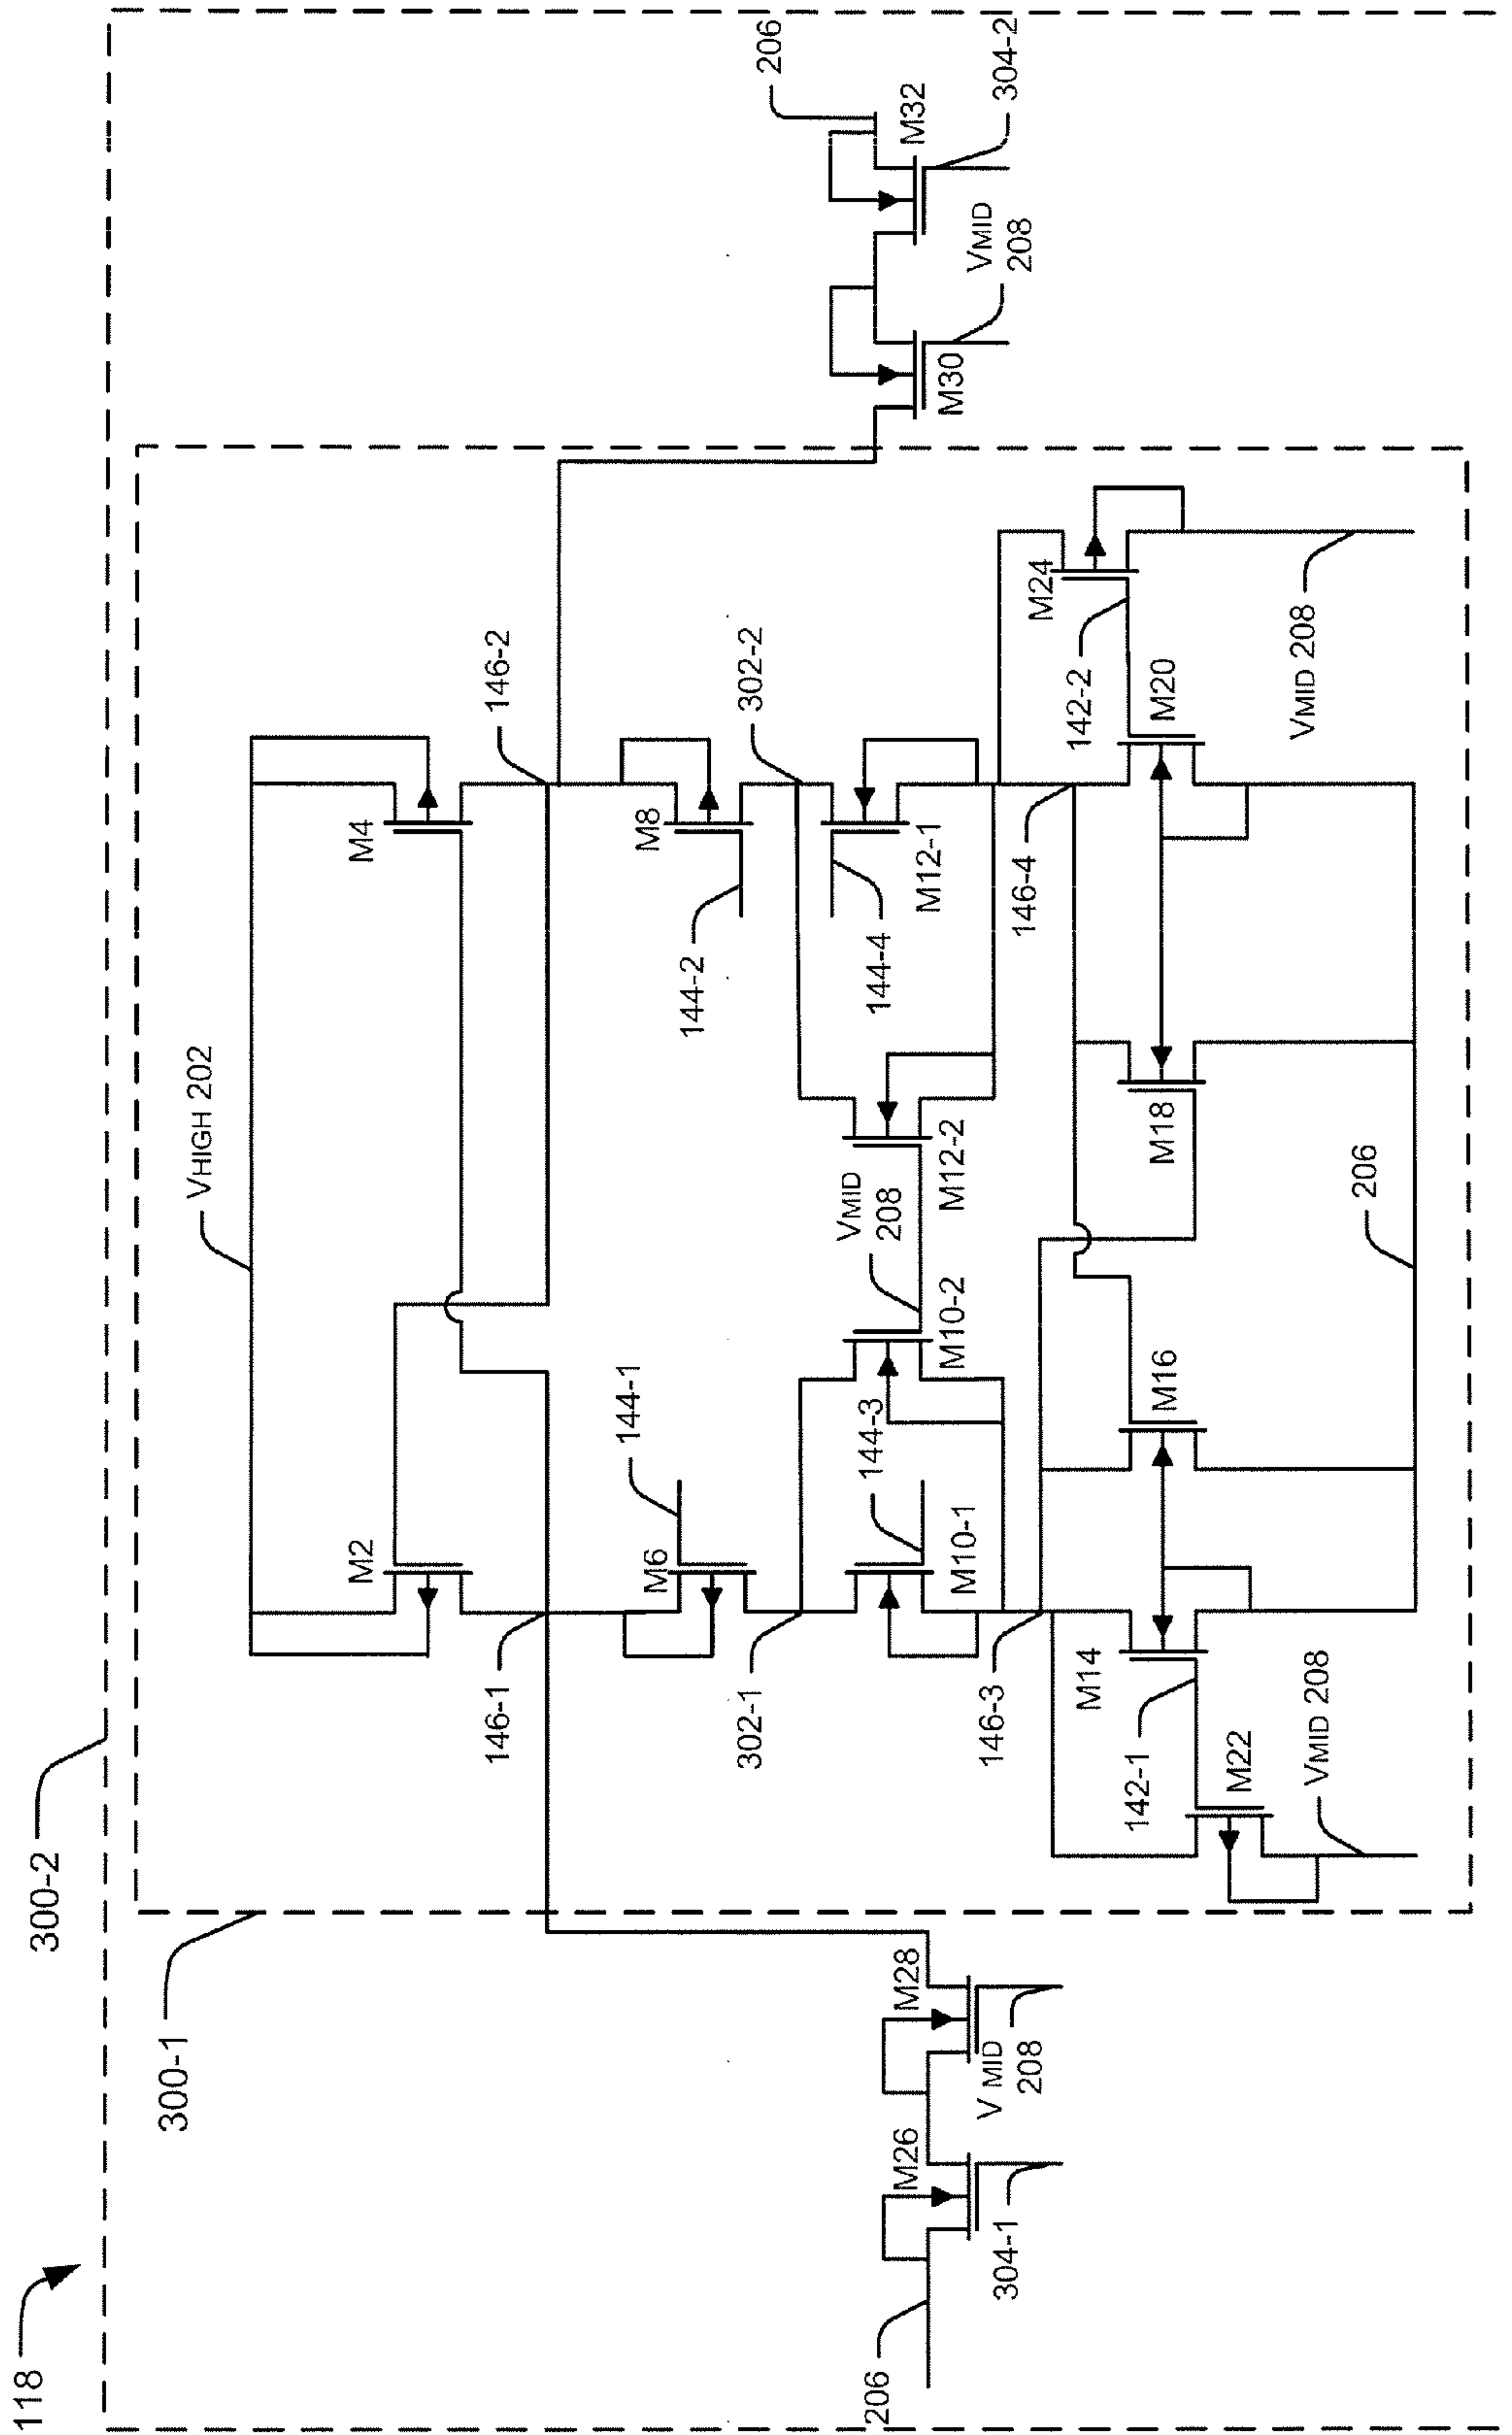 118
300-2
300-1
VHIGH 202
M2
M4
146-1
146-2
144-1
M6
M8
144-2
302-1
302-2
144-3
M10-1
M10-2
VMID
208
M12-2
M12-1
144-4
146-3
146-4
M14
M16
M18
M20
142-1
142-2
M22
M24
VMID 208
VMID 208
206
206
M26
M28
304-1
V MID
208
M30
M32
206
VMID
208
304-2